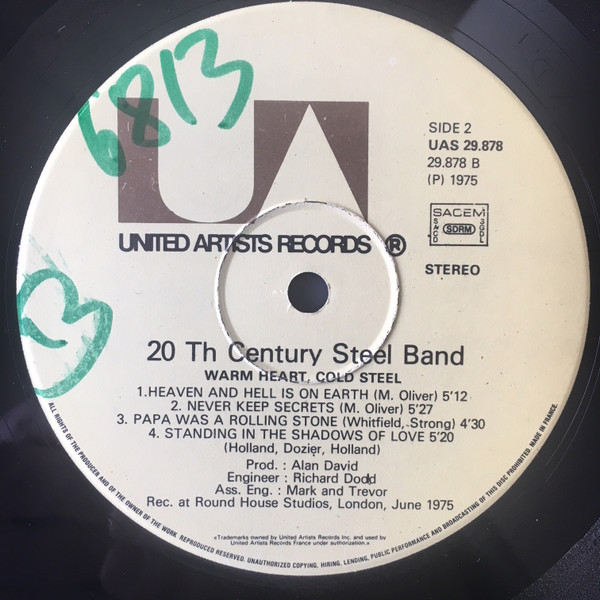 6813
B
UA
SIDE 2
UAS 29.878
29.878 B
(P) 1975
SACEM
SACD SDRM SGDL
STEREO
UNITED ARTISTS RECORDS ®
20 Th Century Steel Band
WARM HEART, COLD STEEL
1.HEAVEN AND HELL IS ON EARTH (M. Oliver) 5'12
2. NEVER KEEP SECRETS (M. Oliver) 5'27
3. PAPA WAS A ROLLING STONE (Whitfield, Strong) 4'30
4. STANDING IN THE SHADOWS OF LOVE 5'20
(Holland, Dozier, Holland)
Prod. : Alan David
Engineer : Richard Dodd
Ass. Eng. : Mark and Trevor
Rec. at Round House Studios, London, June 1975
«Trademarks owned by United Artists Records Inc. and used by
United Artists Records France under authorization.»
ALL RIGHTS OF THE PRODUCER AND OF THE OWNER OF THE WORK REPRODUCED RESERVED. UNAUTHORIZED COPYING, HIRING, LENDING, PUBLIC PERFORMANCE AND BROADCASTING OF THIS DISC PROHIBITED. MADE IN FRANCE.